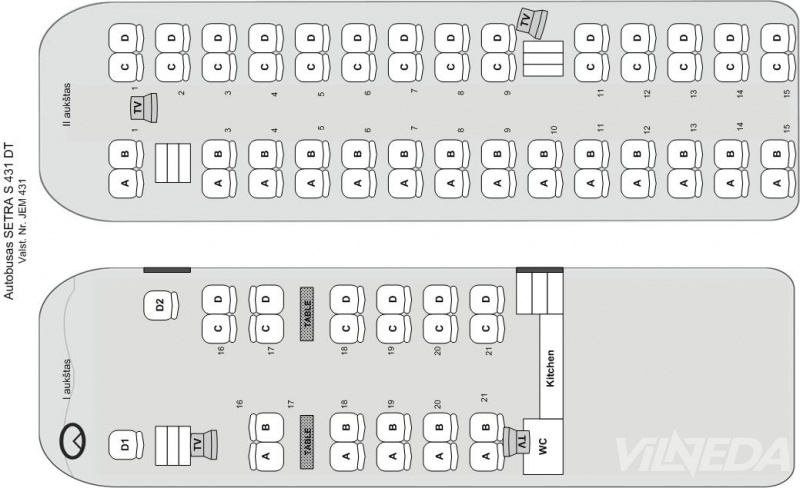 Autobusas SETRA S 431 DT
Valst. Nr. JEM 431
I aukštas
D1
D2
TV
16 C D
16
A B
17 C D
17
TABLE TABLE
A B 18 18 C D
A B 19 19 C D
A B 20 20 C D
A B 21 21 C D
TV
WC
Kitchen
VILNEDA
II aukštas
A B 1 TV 1 C D
2 C D
A B 3 3 C D
A B 4 4 C D
A B 5 5 C D
A B 6 6 C D
A B 7 7 C D
A B 8 8 C D
A B 9 9 C D
A B 10 TV
A B 11 11 C D
A B 12 12 C D
A B 13 13 C D
A B 14 14 C D
A B 15 15 C D